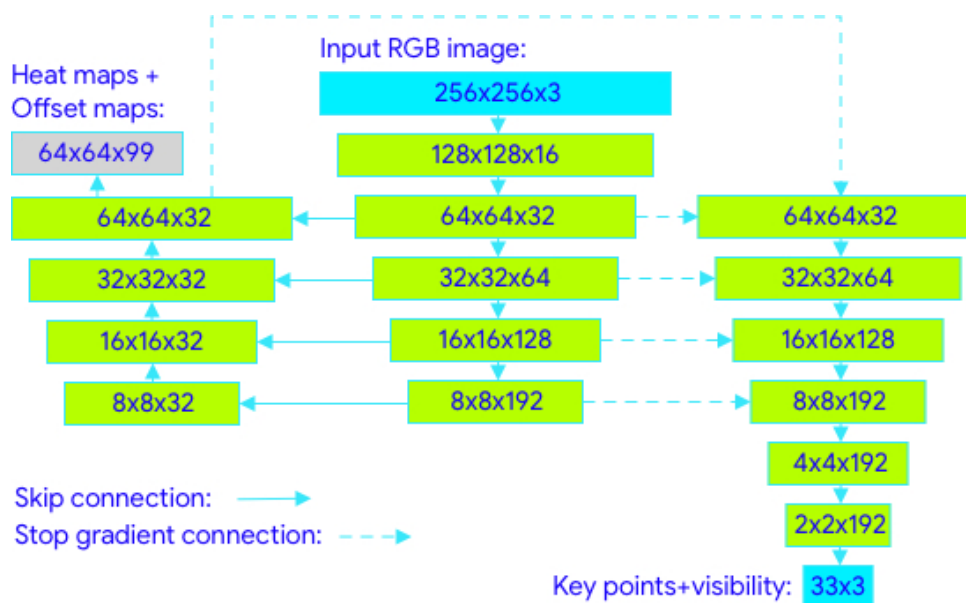 Input RGB image:
256x256x3
Heat maps +
Offset maps:
64x64x99
128x128x16
64x64x32
64x64x32
64x64x32
32x32x32
32x32x64
32x32x64
16x16x32
16x16x128
16x16x128
8x8x32
8x8x192
8x8x192
4x4x192
2x2x192
Skip connection:
Stop gradient connection:
Key points+visibility:
33x3